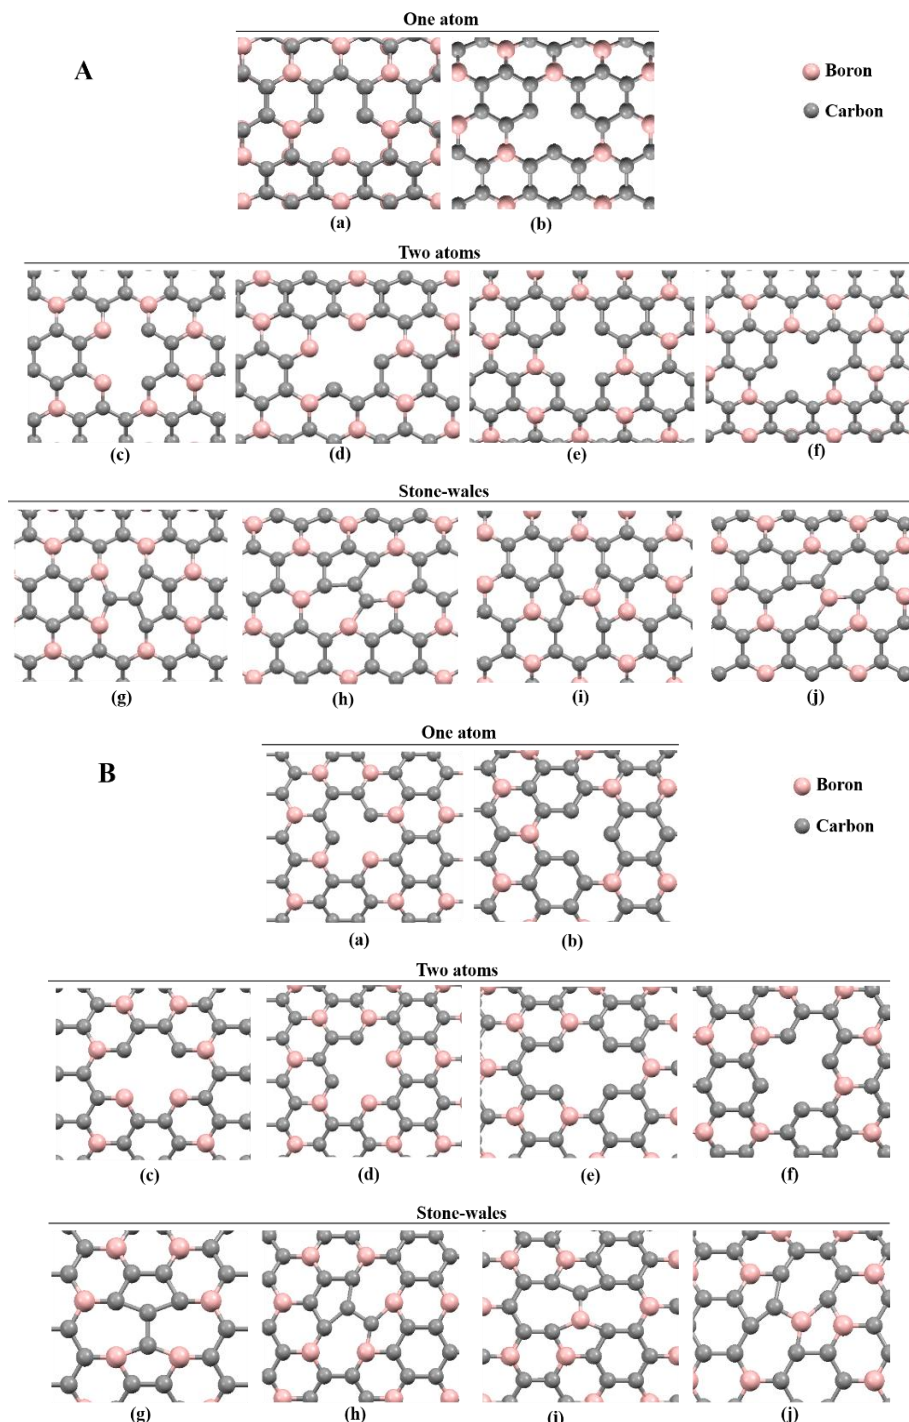 One atom
A
Boron
Carbon
(a) (b)
Two atoms
(c) (d) (e) (f)
Stone-wales
(g) (h) (i) (j)
One atom
B
Boron
Carbon
(a) (b)
Two atoms
(c) (d) (e) (f)
Stone-wales
(g) (h) (i) (j)